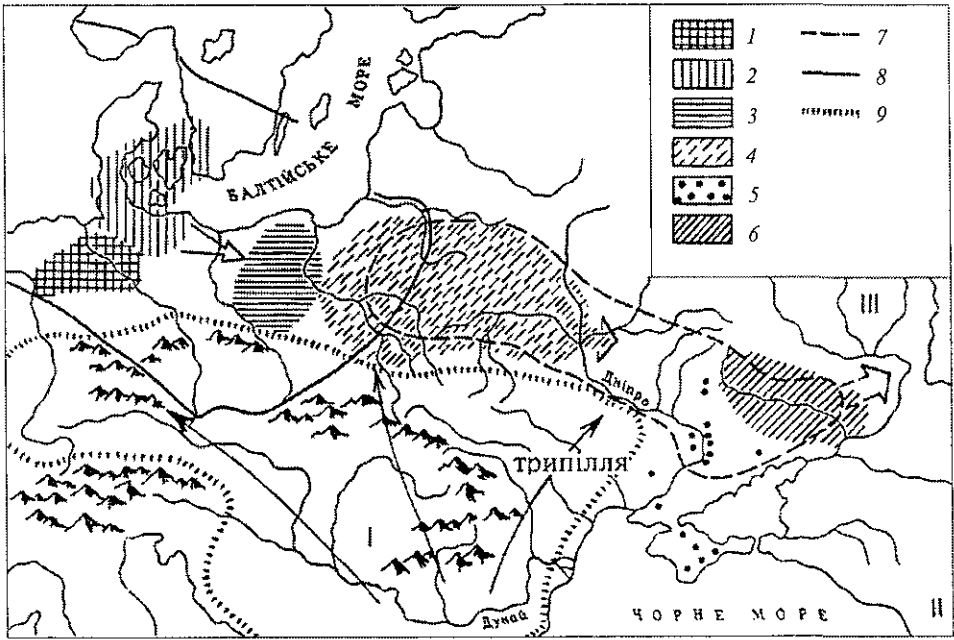 1
2
3
4
5
6
7
8
9
БАЛТІЙСЬКЕ МОРЕ
III
Дніпро
трипілля
I
Дунай
ЧОРНЕ МОРЕ
II